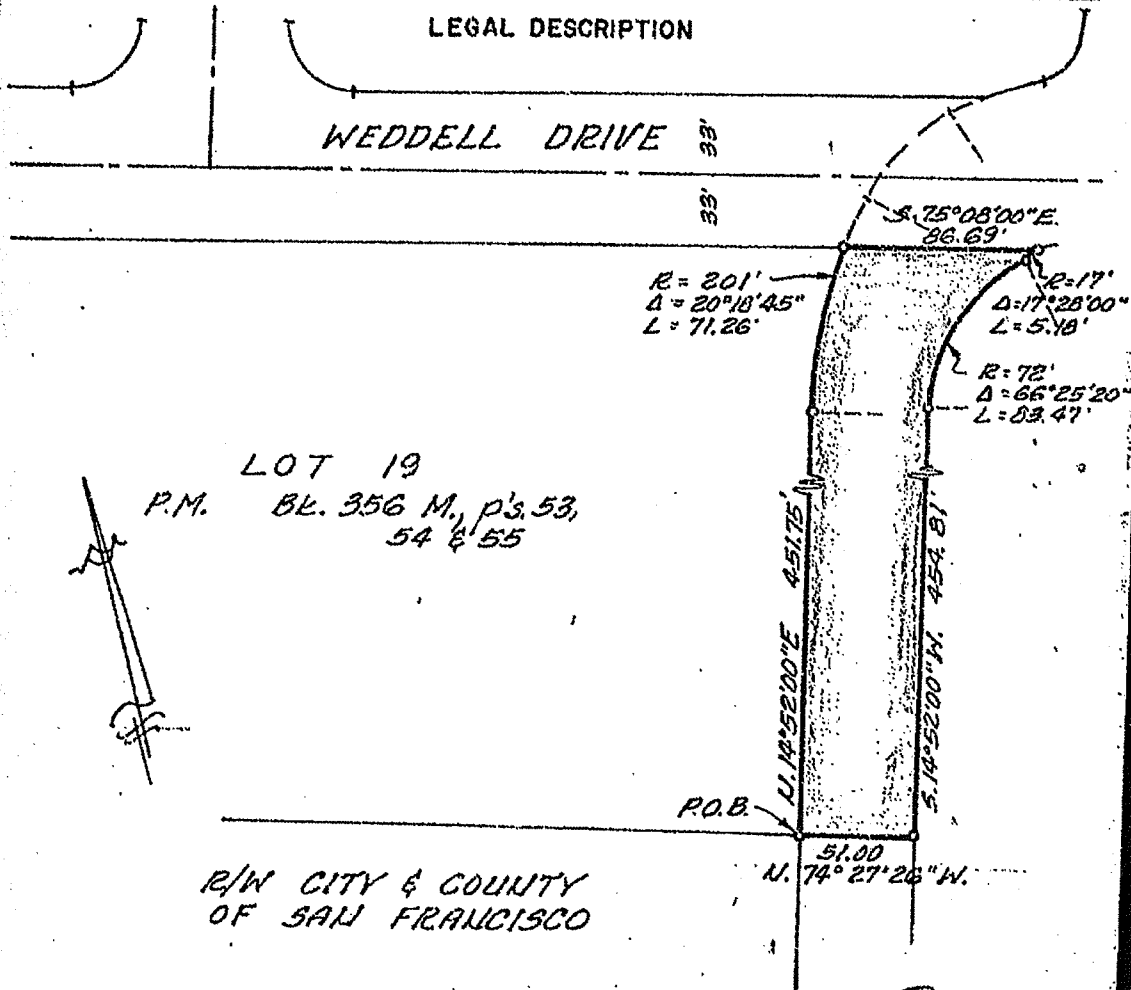 LEGAL DESCRIPTION
WEDDELL DRIVE
33'
33'
S. 75°08'00"E.
86.69'
R = 201'
Δ = 20°18'45"
L = 71.26'
R=17'
Δ=17°28'00"
L=5.18'
R=72'
Δ=66°25'20"
L=83.47'
LOT 19
P.M. Bk. 356 M., p's. 53,
54 & 55
N. 14°52'00"E 451.75'
S. 14°52'00"W. 454.81'
P.O.B.
51.00
N. 74°27'26"W.
R/W CITY & COUNTY
OF SAN FRANCISCO